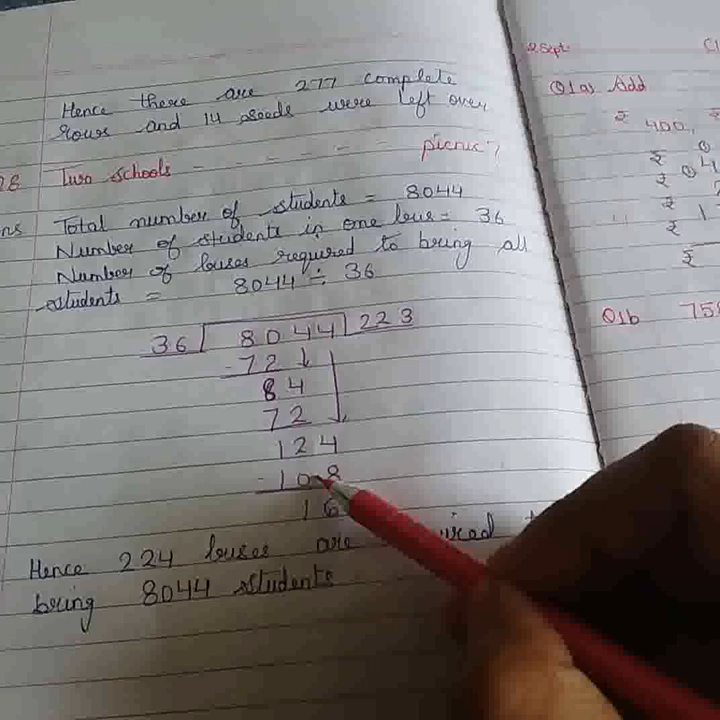 Hence there are 277 complete
rows and 14 seeds were left over
28 Two schools - - - - picnic?
ns Total number of students = 8044
Number of students in one bus = 36
Number of buses required to bring all
students = 8044 ÷ 36
36 8044 223
-72
84
72
124
-108
16
Hence 224 buses are
bring 8044 students
2 Sept
Q1a) Add
₹ 400,
₹
₹
₹ 1
₹
Q1b 75